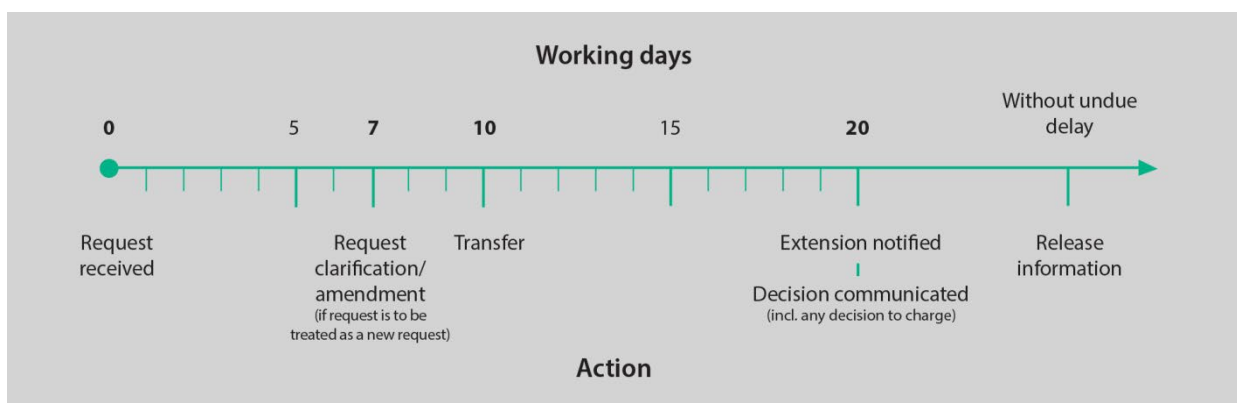 Working days
Without undue
delay
0
5
7
10
15
20
Request
received
Request
clarification/
amendment
(if request is to be
treated as a new request)
Transfer
Extension notified
Decision communicated
(incl. any decision to charge)
Release
information
Action